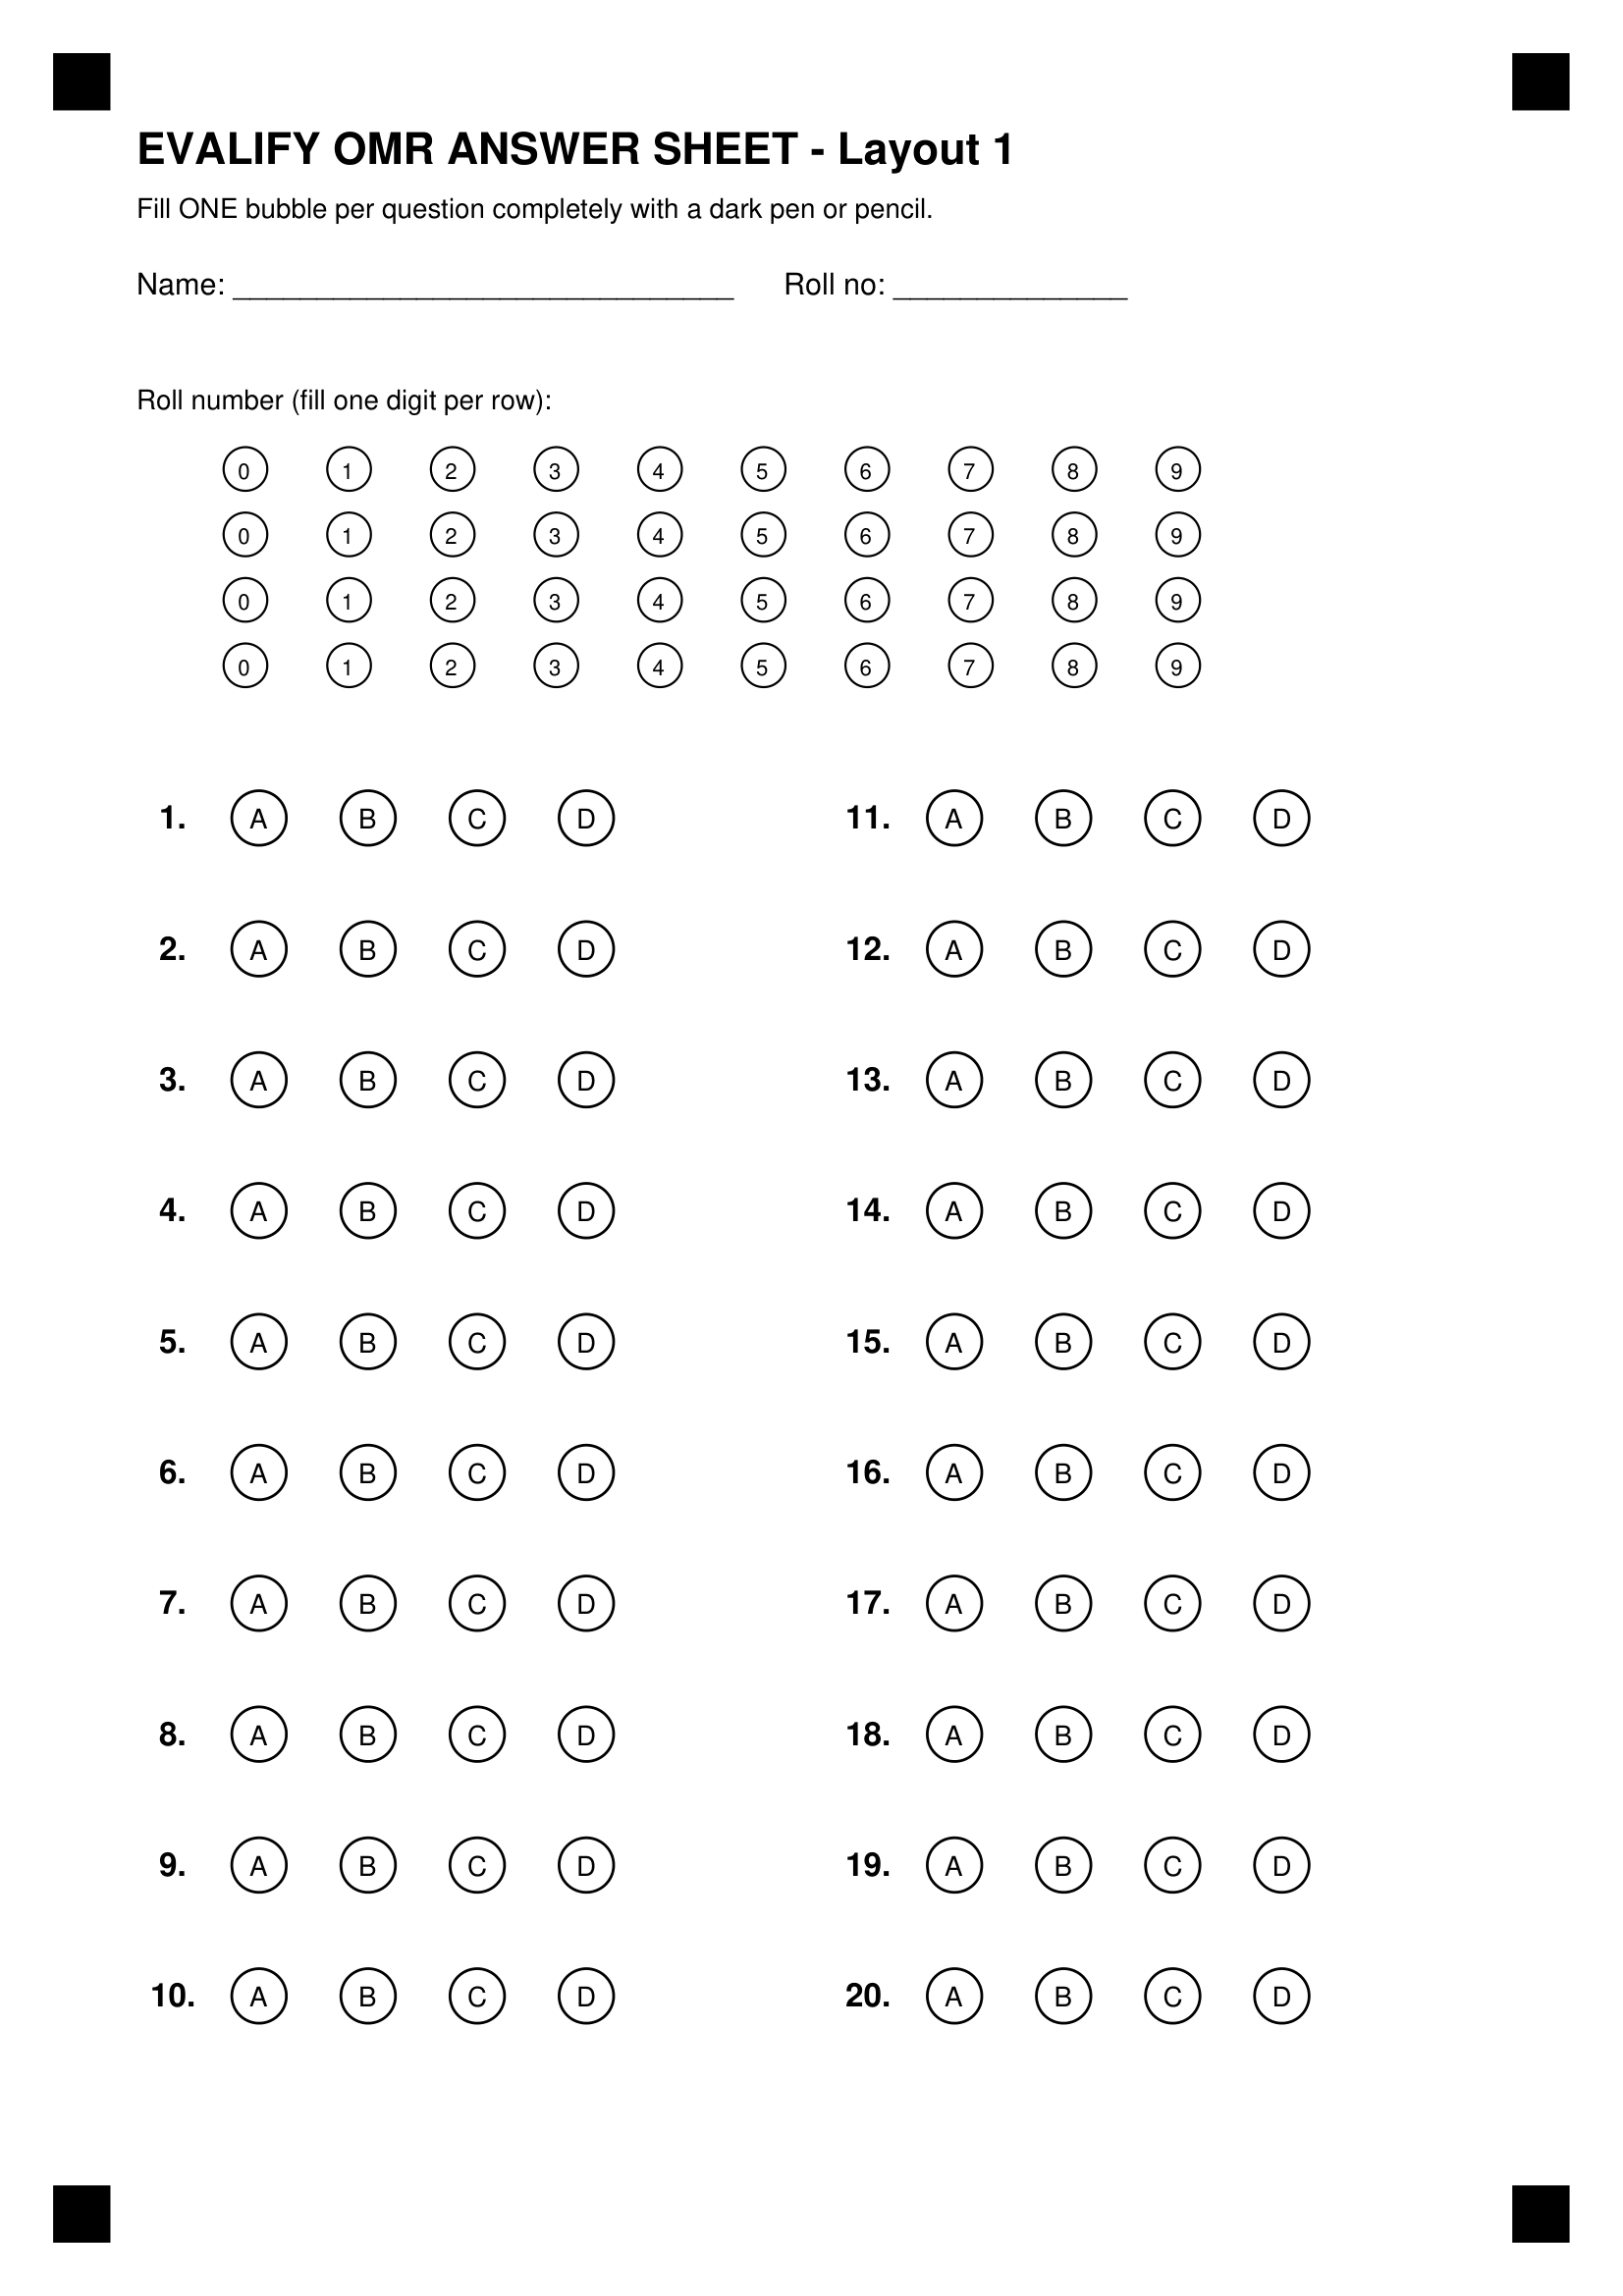 EVALIFY OMR ANSWER SHEET - Layout 1
Fill ONE bubble per question completely with a dark pen or pencil.
Name: ______________________________ Roll no: ______________
Roll number (fill one digit per row):
0 1 2 3 4 5 6 7 8 9
0 1 2 3 4 5 6 7 8 9
0 1 2 3 4 5 6 7 8 9
0 1 2 3 4 5 6 7 8 9
1. A B C D
2. A B C D
3. A B C D
4. A B C D
5. A B C D
6. A B C D
7. A B C D
8. A B C D
9. A B C D
10. A B C D
11. A B C D
12. A B C D
13. A B C D
14. A B C D
15. A B C D
16. A B C D
17. A B C D
18. A B C D
19. A B C D
20. A B C D